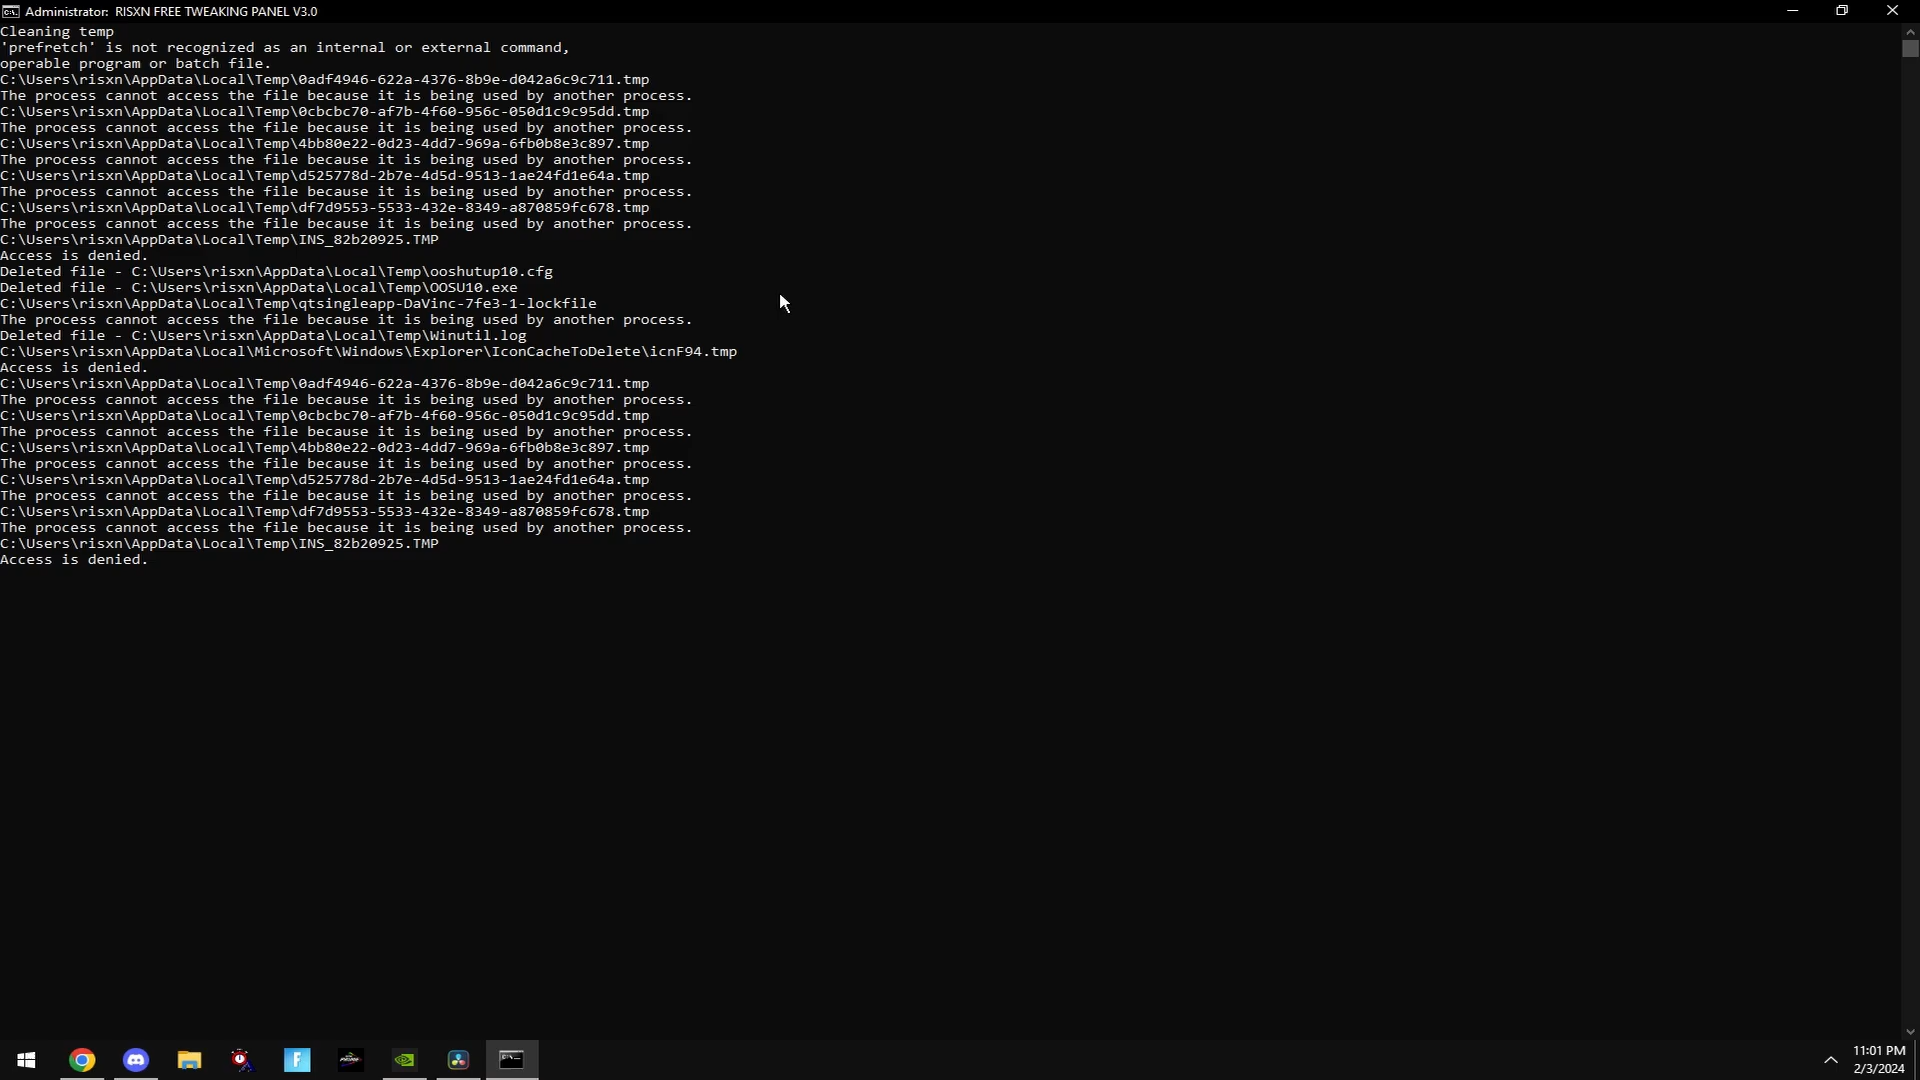 Administrator: RISXN FREE TWEAKING PANEL V3.0
Cleaning temp
'prefretch' is not recognized as an internal or external command,
operable program or batch file.
C:\Users\risxn\AppData\Local\Temp\0adf4946-622a-4376-8b9e-d042a6c9c711.tmp
The process cannot access the file because it is being used by another process.
C:\Users\risxn\AppData\Local\Temp\0cbcbc70-af7b-4f60-956c-050d1c9c95dd.tmp
The process cannot access the file because it is being used by another process.
C:\Users\risxn\AppData\Local\Temp\4bb80e22-0d23-4dd7-969a-6fb0b8e3c897.tmp
The process cannot access the file because it is being used by another process.
C:\Users\risxn\AppData\Local\Temp\d525778d-2b7e-4d5d-9513-1ae24fd1e64a.tmp
The process cannot access the file because it is being used by another process.
C:\Users\risxn\AppData\Local\Temp\df7d9553-5533-432e-8349-a870859fc678.tmp
The process cannot access the file because it is being used by another process.
C:\Users\risxn\AppData\Local\Temp\INS_82b20925.TMP
Access is denied.
Deleted file - C:\Users\risxn\AppData\Local\Temp\ooshutup10.cfg
Deleted file - C:\Users\risxn\AppData\Local\Temp\OOSU10.exe
C:\Users\risxn\AppData\Local\Temp\qtsingleapp-DaVinc-7fe3-1-lockfile
The process cannot access the file because it is being used by another process.
Deleted file - C:\Users\risxn\AppData\Local\Temp\Winutil.log
C:\Users\risxn\AppData\Local\Microsoft\Windows\Explorer\IconCacheToDelete\icnF94.tmp
Access is denied.
C:\Users\risxn\AppData\Local\Temp\0adf4946-622a-4376-8b9e-d042a6c9c711.tmp
The process cannot access the file because it is being used by another process.
C:\Users\risxn\AppData\Local\Temp\0cbcbc70-af7b-4f60-956c-050d1c9c95dd.tmp
The process cannot access the file because it is being used by another process.
C:\Users\risxn\AppData\Local\Temp\4bb80e22-0d23-4dd7-969a-6fb0b8e3c897.tmp
The process cannot access the file because it is being used by another process.
C:\Users\risxn\AppData\Local\Temp\d525778d-2b7e-4d5d-9513-1ae24fd1e64a.tmp
The process cannot access the file because it is being used by another process.
C:\Users\risxn\AppData\Local\Temp\df7d9553-5533-432e-8349-a870859fc678.tmp
The process cannot access the file because it is being used by another process.
C:\Users\risxn\AppData\Local\Temp\INS_82b20925.TMP
Access is denied.
11:01 PM
2/3/2024